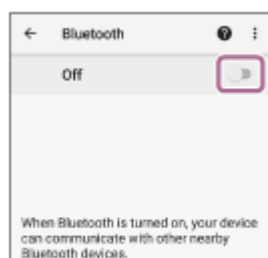 Bluetooth
Off
When Bluetooth is turned on, your device
can communicate with other nearby
Bluetooth devices.